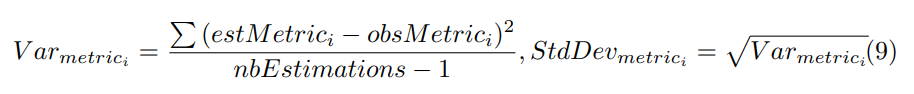 $Var_{metric_i} = \frac{\sum (estMetric_i - obsMetric_i)^2}{nbEstimations - 1}, StdDev_{metric_i} = \sqrt{Var_{metric_i}}(9)$